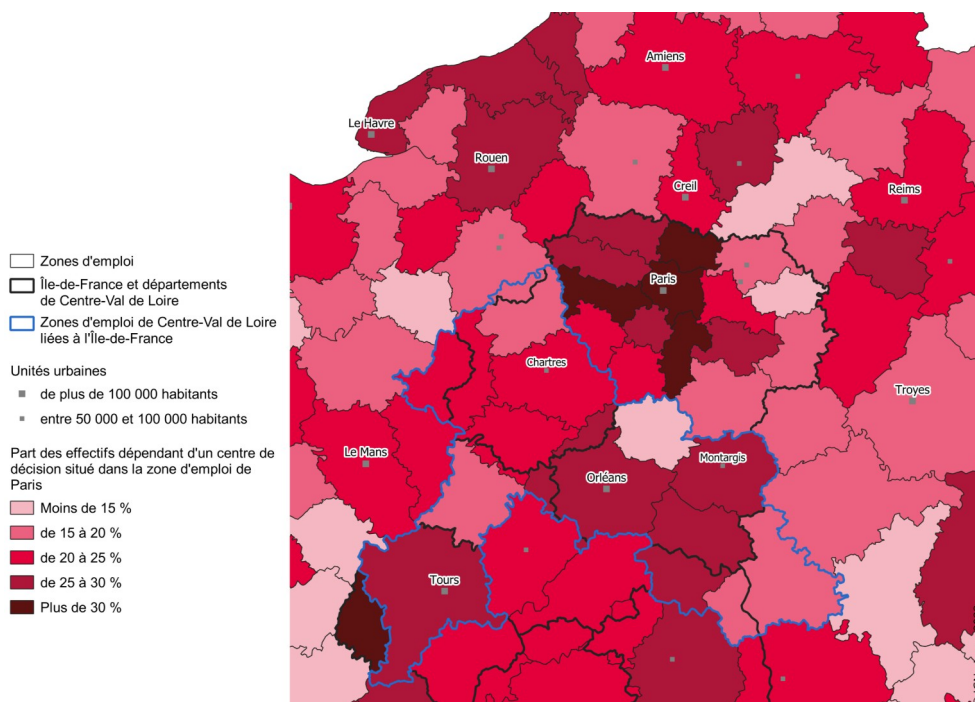 Amiens
Le Havre
Rouen
Creil
Reims
Paris
Chartres
Troyes
Le Mans
Montargis
Orléans
Tours
Zones d'emploi
Île-de-France et départements
de Centre-Val de Loire
Zones d'emploi de Centre-Val de Loire
liées à l'Île-de-France
Unités urbaines
de plus de 100 000 habitants
entre 50 000 et 100 000 habitants
Part des effectifs dépendant d'un centre de
décision situé dans la zone d'emploi de
Paris
Moins de 15 %
de 15 à 20 %
de 20 à 25 %
de 25 à 30 %
Plus de 30 %